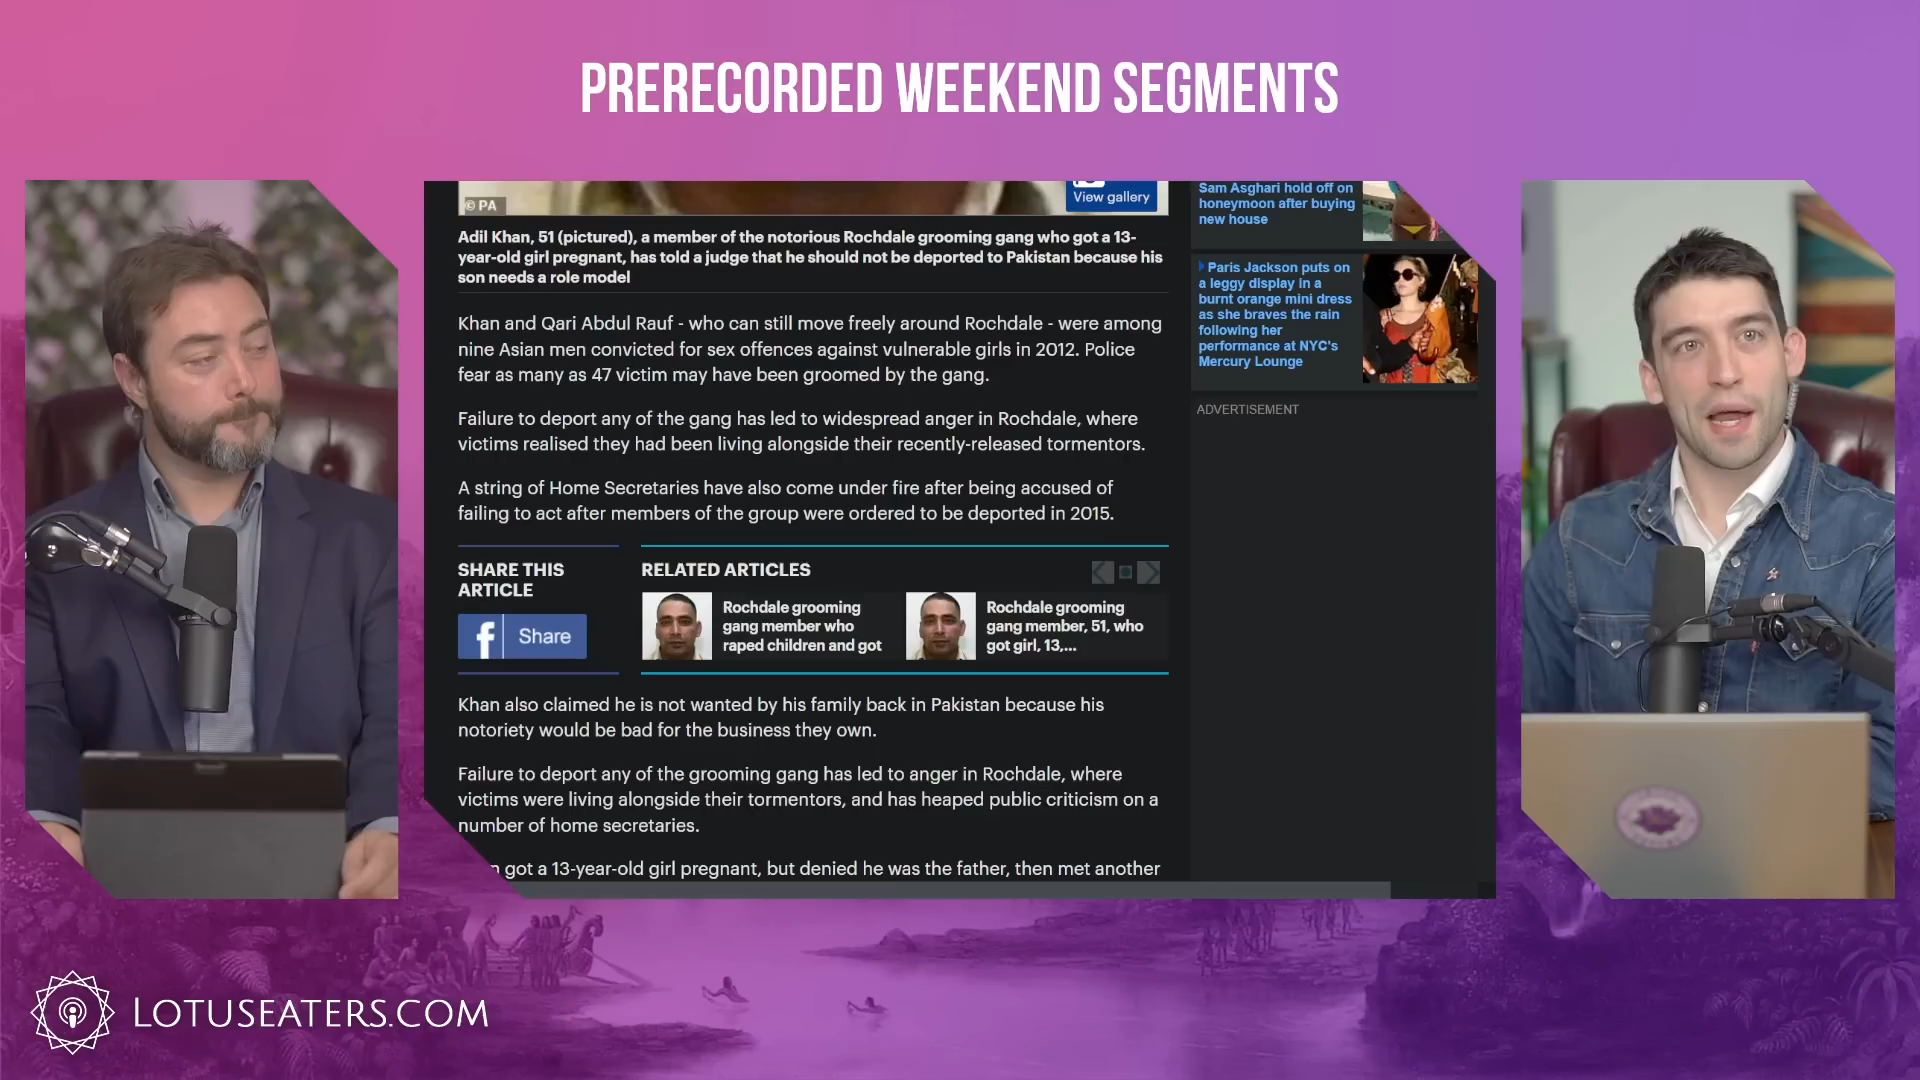 PRERECORDED WEEKEND SEGMENTS
© PA
View gallery
Adil Khan, 51 (pictured), a member of the notorious Rochdale grooming gang who got a 13-
year-old girl pregnant, has told a judge that he should not be deported to Pakistan because his
son needs a role model
Khan and Qari Abdul Rauf - who can still move freely around Rochdale - were among
nine Asian men convicted for sex offences against vulnerable girls in 2012. Police
fear as many as 47 victim may have been groomed by the gang.
Failure to deport any of the gang has led to widespread anger in Rochdale, where
victims realised they had been living alongside their recently-released tormentors.
A string of Home Secretaries have also come under fire after being accused of
failing to act after members of the group were ordered to be deported in 2015.
SHARE THIS
ARTICLE
f Share
RELATED ARTICLES
Rochdale grooming
gang member who
raped children and got
Rochdale grooming
gang member, 51, who
got girl, 13,...
Khan also claimed he is not wanted by his family back in Pakistan because his
notoriety would be bad for the business they own.
Failure to deport any of the grooming gang has led to anger in Rochdale, where
victims were living alongside their tormentors, and has heaped public criticism on a
number of home secretaries.
got a 13-year-old girl pregnant, but denied he was the father, then met another
Sam Asghari hold off on
honeymoon after buying
new house
Paris Jackson puts on
a leggy display in a
burnt orange mini dress
as she braves the rain
following her
performance at NYC's
Mercury Lounge
ADVERTISEMENT
LOTUSEATERS.COM